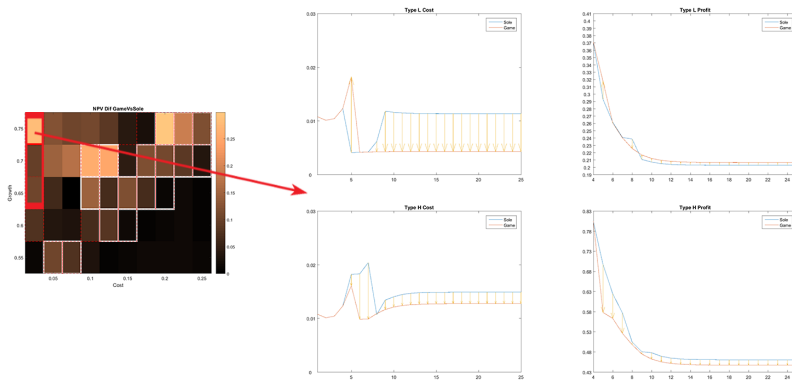 NPV Dif GameVsSole
Growth
0.75
0.7
0.65
0.6
0.55
0.05 0.1 0.15 0.2 0.25
Cost
0.25
0.2
0.15
0.1
0.05
0
Type L Cost
0.03
0.02
0.01
0
5 10 15 20 25
Sole
Game
Type L Profit
0.41
0.4
0.39
0.38
0.37
0.36
0.35
0.34
0.33
0.32
0.31
0.3
0.29
0.28
0.27
0.26
0.25
0.24
0.23
0.22
0.21
0.2
0.19
4 6 8 10 12 14 16 18 20 22 24
Sole
Game
Type H Cost
0.03
0.02
0.01
0
5 10 15 20 25
Sole
Game
Type H Profit
0.83
0.78
0.73
0.68
0.63
0.58
0.53
0.48
0.43
4 6 8 10 12 14 16 18 20 22 24
Sole
Game